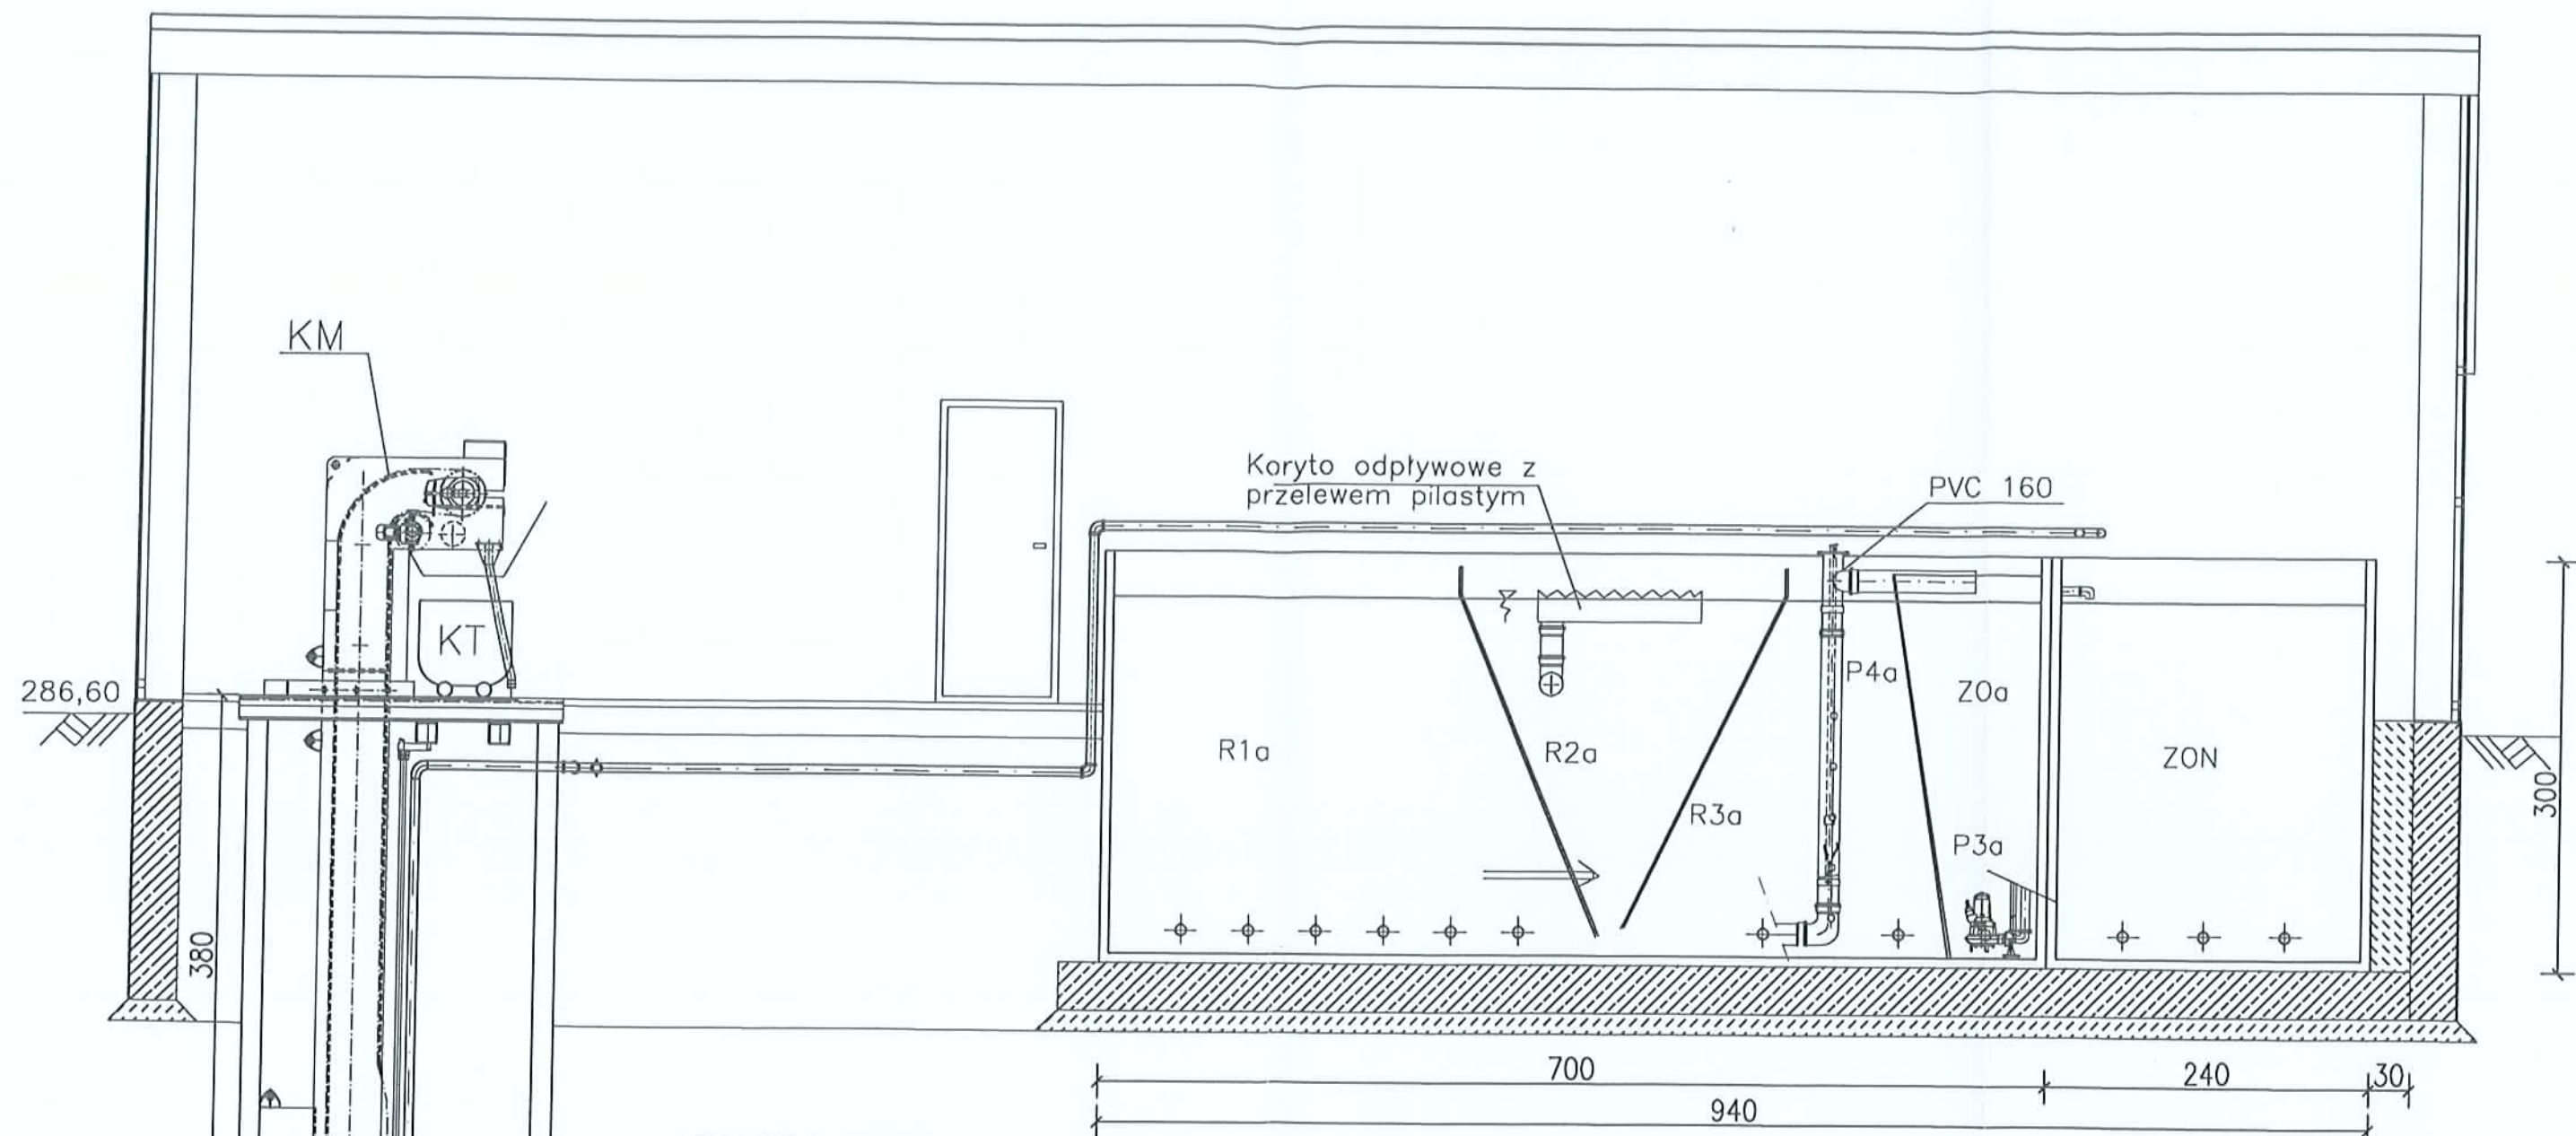 KM
Koryto odpływowe z
przelewem pilastym
PVC 160
KT
286,60
P4a
ZOa
R1a
R2a
ZON
R3a
P3a
300
380
700
240
30
940